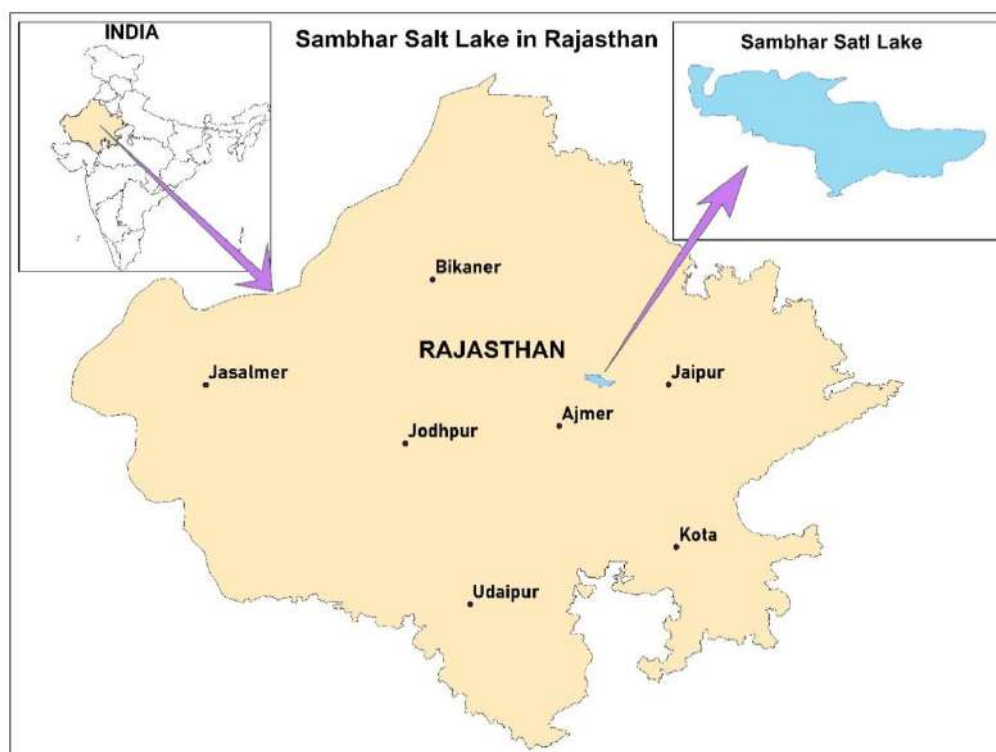 INDIA
Sambhar Salt Lake in Rajasthan
Sambhar Satl Lake
Bikaner
RAJASTHAN
Jasalmer
Jaipur
Ajmer
Jodhpur
Kota
Udaipur